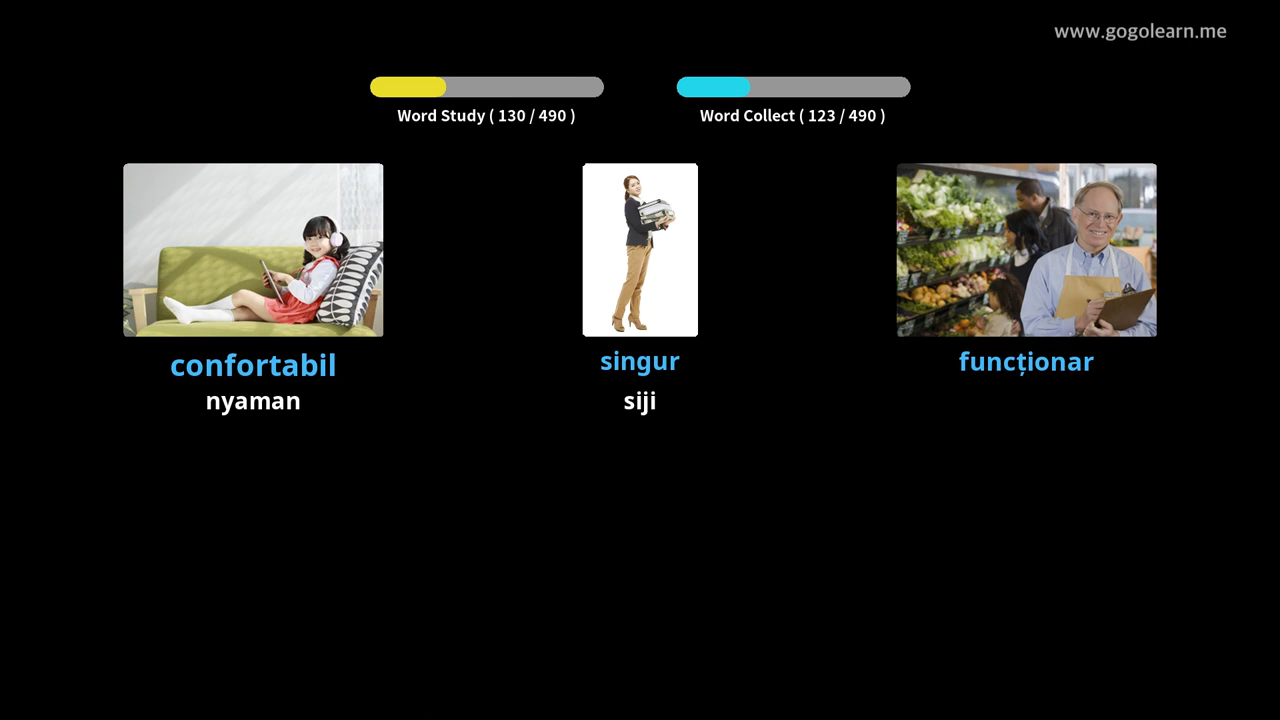 www.gogolearn.me
Word Study ( 130 / 490 )
Word Collect ( 123 / 490 )
confortabil
singur
funcționar
nyaman
siji